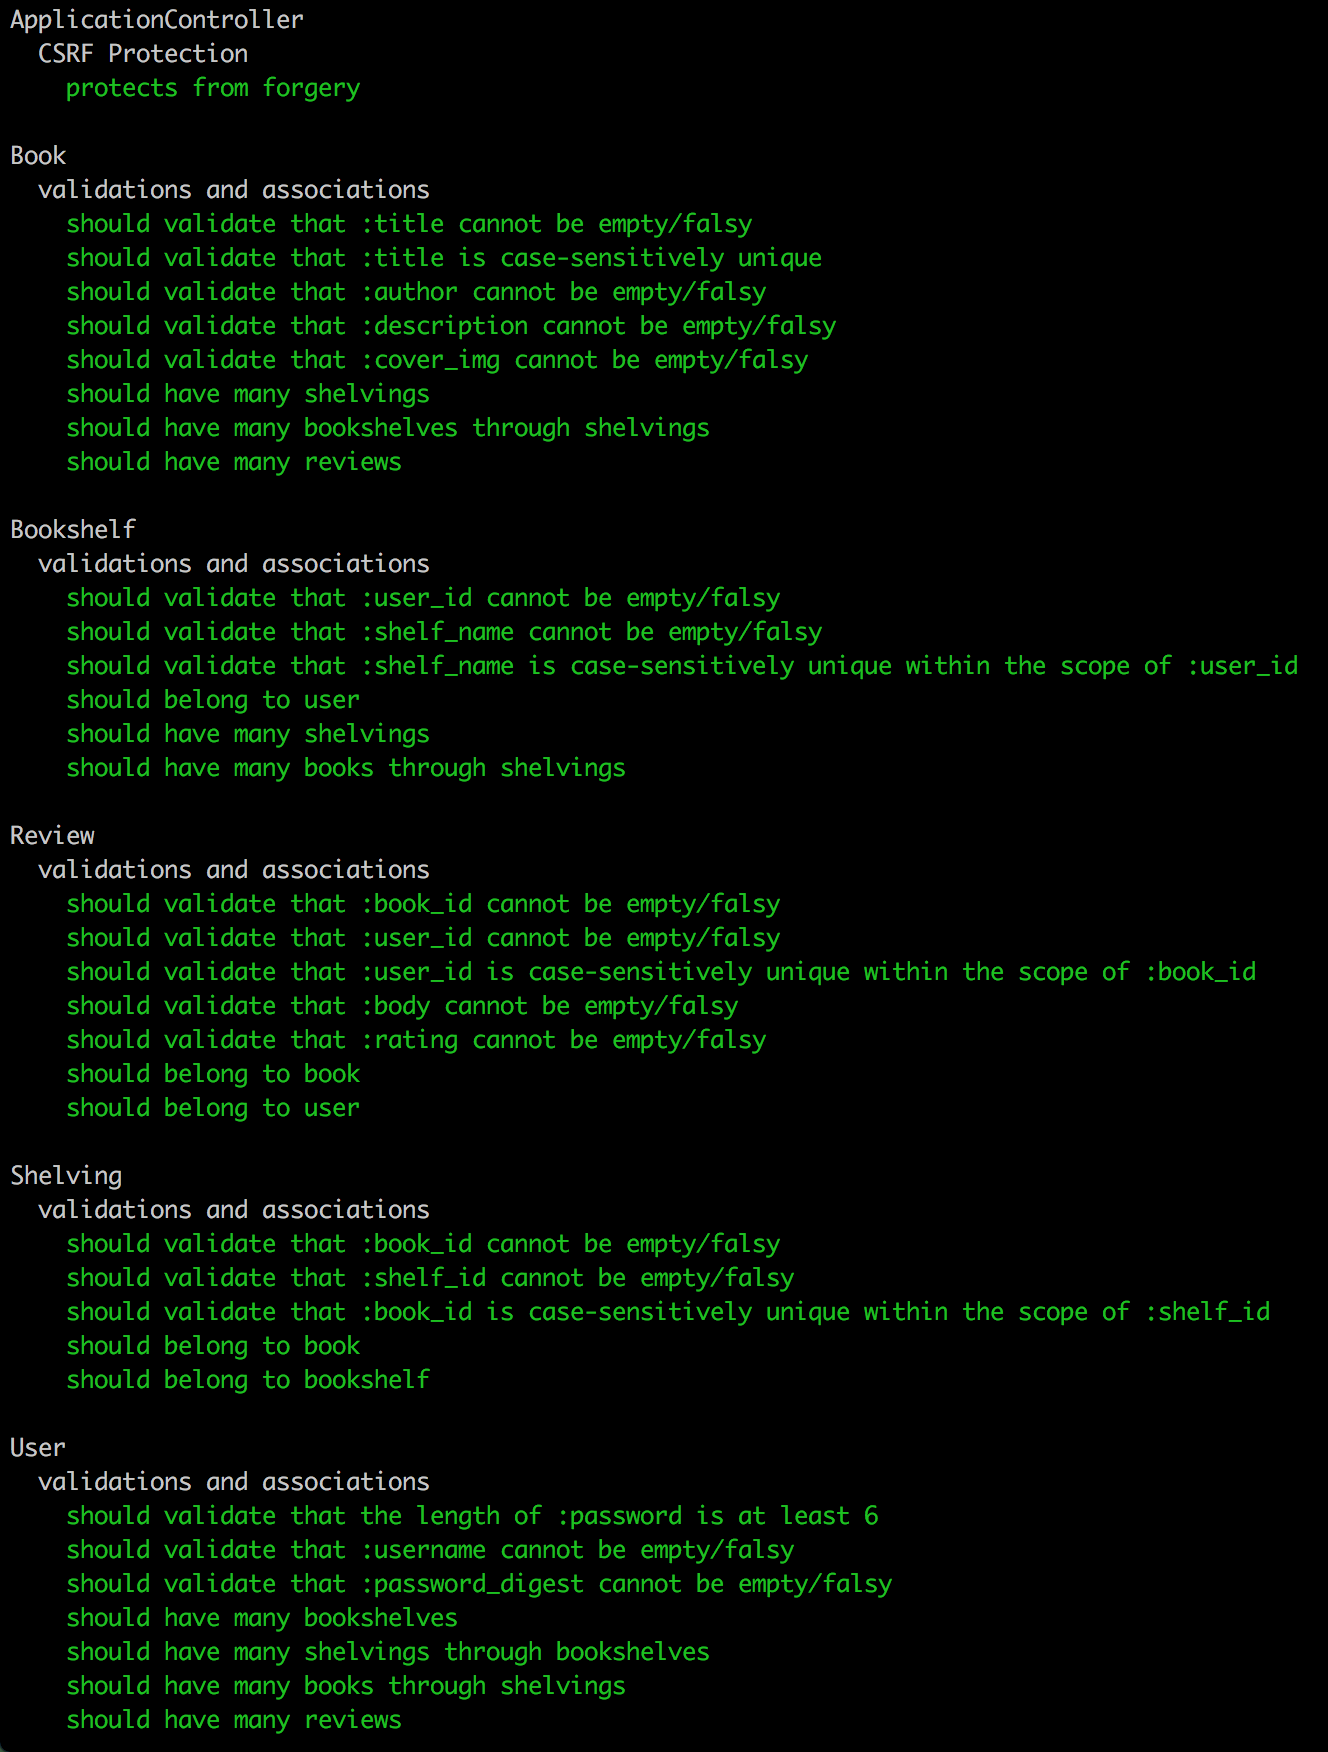 ApplicationController
  CSRF Protection
    protects from forgery

Book
  validations and associations
    should validate that :title cannot be empty/falsy
    should validate that :title is case-sensitively unique
    should validate that :author cannot be empty/falsy
    should validate that :description cannot be empty/falsy
    should validate that :cover_img cannot be empty/falsy
    should have many shelvings
    should have many bookshelves through shelvings
    should have many reviews

Bookshelf
  validations and associations
    should validate that :user_id cannot be empty/falsy
    should validate that :shelf_name cannot be empty/falsy
    should validate that :shelf_name is case-sensitively unique within the scope of :user_id
    should belong to user
    should have many shelvings
    should have many books through shelvings

Review
  validations and associations
    should validate that :book_id cannot be empty/falsy
    should validate that :user_id cannot be empty/falsy
    should validate that :user_id is case-sensitively unique within the scope of :book_id
    should validate that :body cannot be empty/falsy
    should validate that :rating cannot be empty/falsy
    should belong to book
    should belong to user

Shelving
  validations and associations
    should validate that :book_id cannot be empty/falsy
    should validate that :shelf_id cannot be empty/falsy
    should validate that :book_id is case-sensitively unique within the scope of :shelf_id
    should belong to book
    should belong to bookshelf

User
  validations and associations
    should validate that the length of :password is at least 6
    should validate that :username cannot be empty/falsy
    should validate that :password_digest cannot be empty/falsy
    should have many bookshelves
    should have many shelvings through bookshelves
    should have many books through shelvings
    should have many reviews